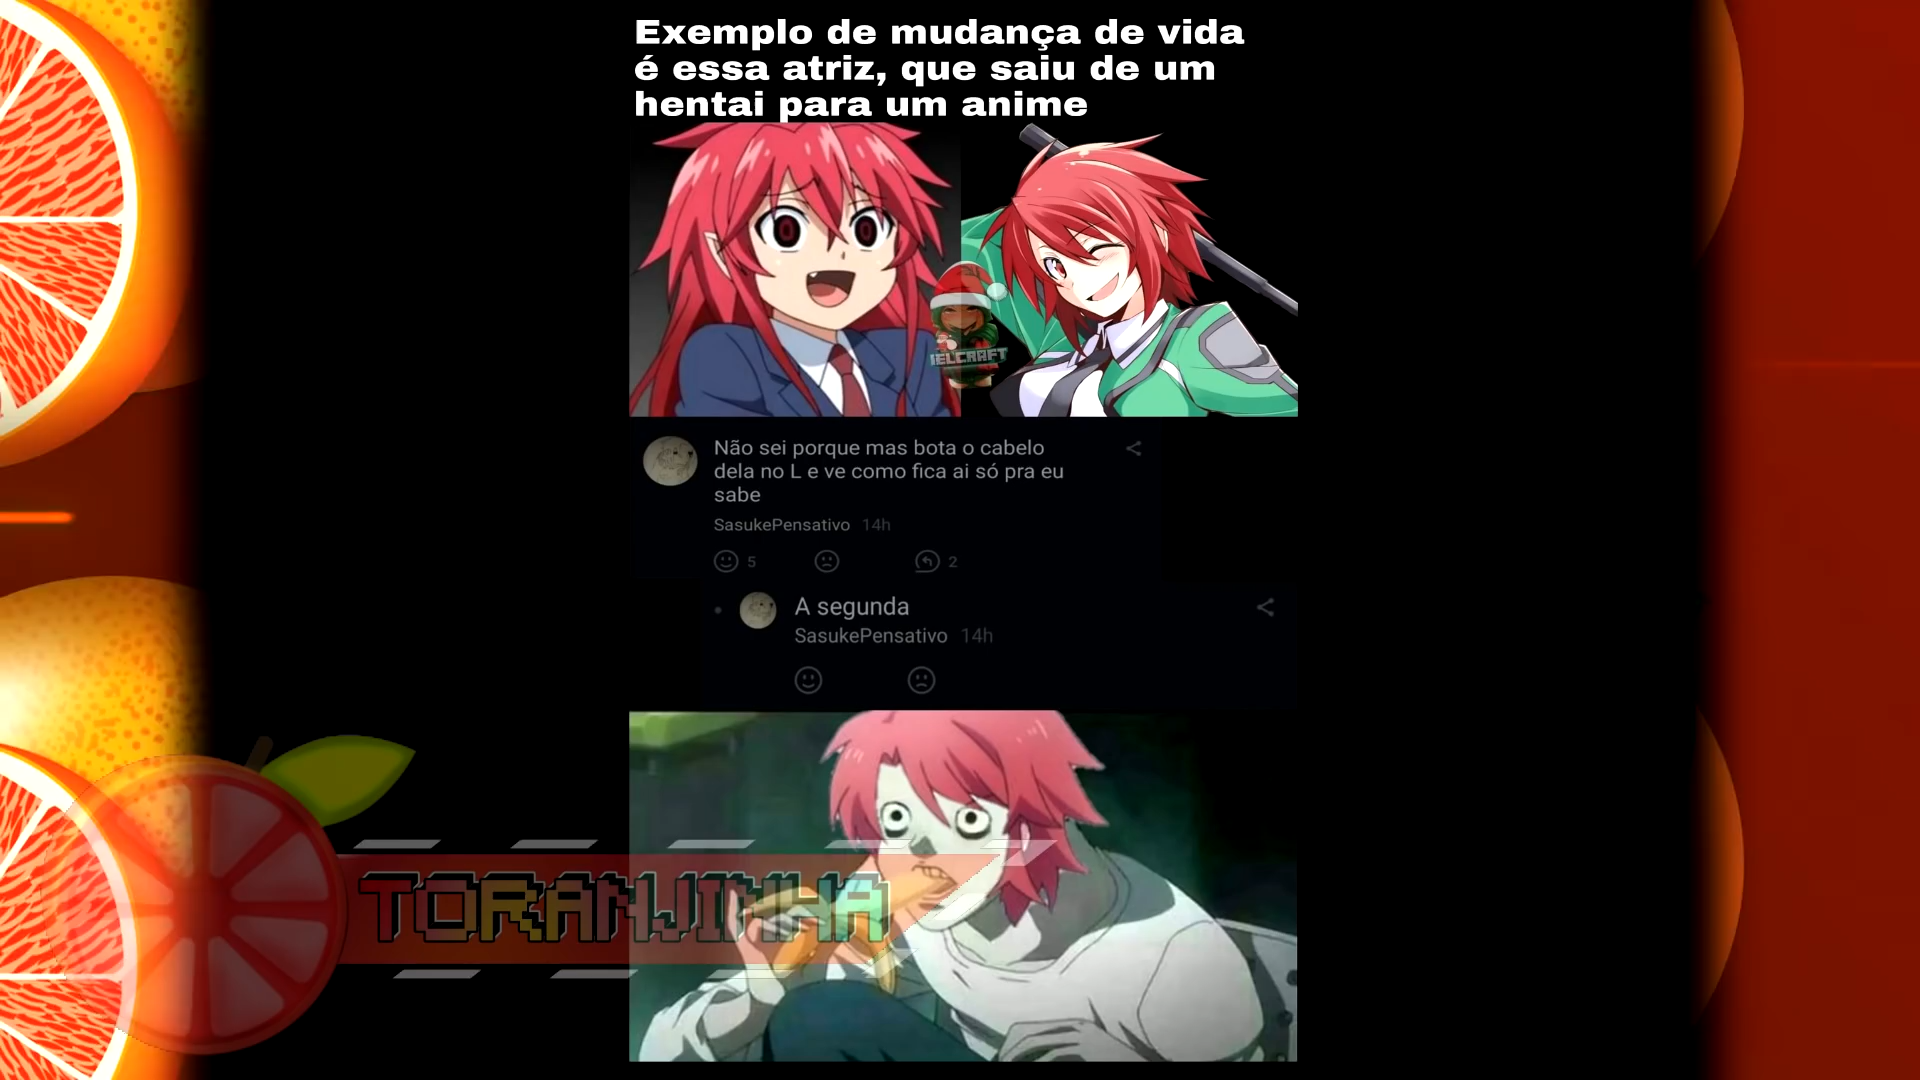 Exemplo de mudança de vida
é essa atriz, que saiu de um
hentai para um anime
IELCRAFT
Não sei porque mas bota o cabelo
dela no L e ve como fica ai só pra eu
sabe
SasukePensativo 14h
5
2
A segunda
SasukePensativo 14h
TORANJINHA